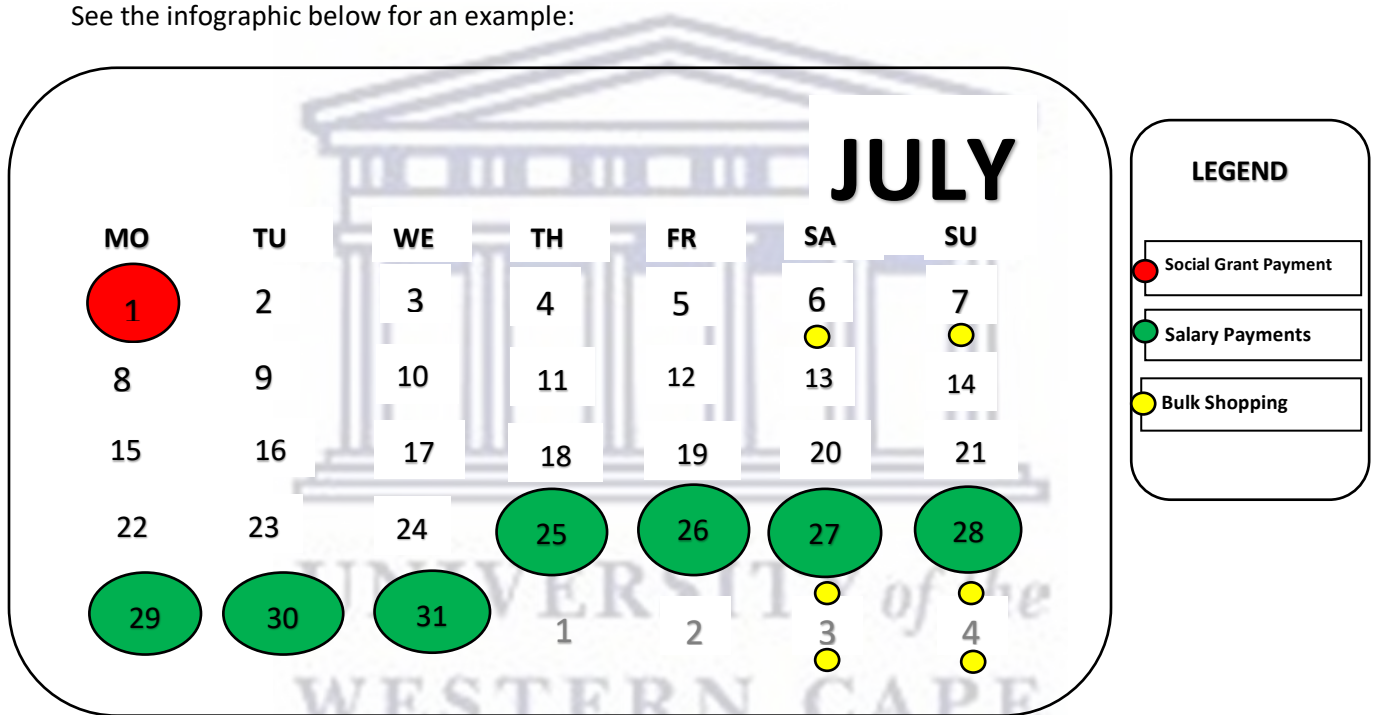 See the infographic below for an example:
JULY
MO TU WE TH FR SA SU
1 2 3 4 5 6 7
8 9 10 11 12 13 14
15 16 17 18 19 20 21
22 23 24 25 26 27 28
29 30 31 1 2 3 4
LEGEND
Social Grant Payment
Salary Payments
Bulk Shopping
UNIVERSITY of the
WESTERN CAPE